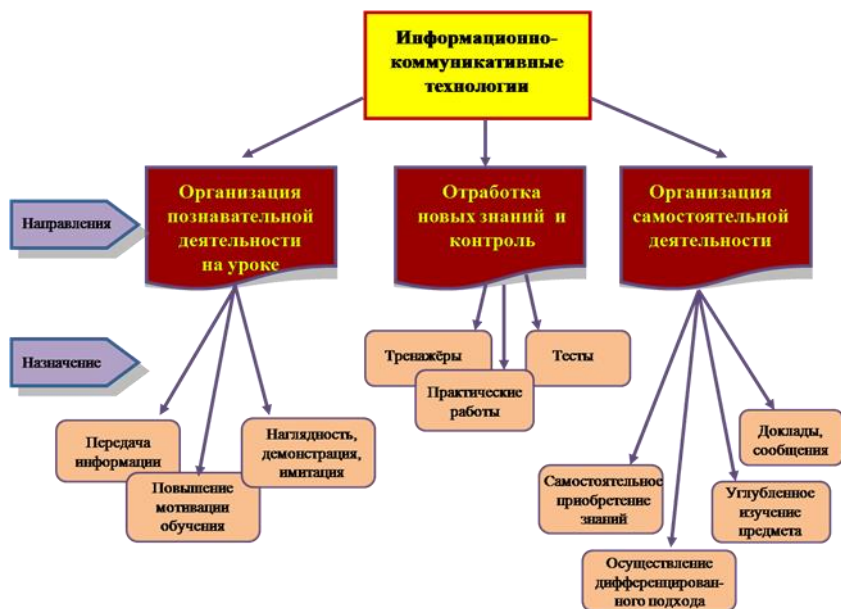 Информационно-
коммуникативные
технологии
Направления
Организация
познавательной
деятельности
на уроке
Отработка
новых знаний и
контроль
Организация
самостоятельной
деятельности
Назначение
Передача
информации
Повышение
мотивации
обучения
Наглядность,
демонстрация,
имитация
Тренажёры
Практические
работы
Тесты
Самостоятельное
приобретение
знаний
Осуществление
дифференцирован-
ного подхода
Углубленное
изучение
предмета
Доклады,
сообщения